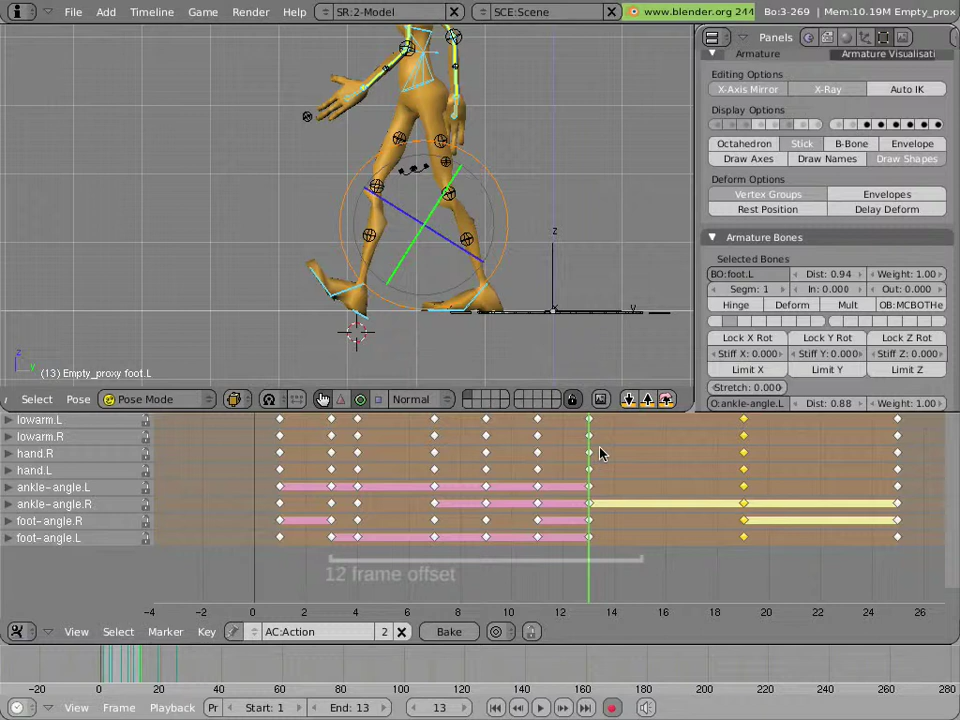 File Add Timeline Game Render Help SR:2-Model SCE:Scene www.blender.org 244 Bo:3-269 | Mem:10.19M Empty_prox
Panels
Armature Armature Visualisati
Editing Options
X-Axis Mirror X-Ray Auto IK
Display Options
Octahedron Stick B-Bone Envelope
Draw Axes Draw Names Draw Shapes
Deform Options
Vertex Groups Envelopes
Rest Position Delay Deform
Armature Bones
Selected Bones
BO:foot.L Dist: 0.94 Weight: 1.00
Segm: 1 In: 0.000 Out: 0.000
Hinge Deform Mult OB:MCBOTHe
Lock X Rot Lock Y Rot Lock Z Rot
Stiff X: 0.000 Stiff Y: 0.000 Stiff Z: 0.000
Limit X Limit Y Limit Z
Stretch: 0.000
O:ankle-angle.L Dist: 0.88 Weight: 1.00
z
x y
z
y
(13) Empty_proxy foot.L
Select Pose Pose Mode Normal
lowarm.L
lowarm.R
hand.R
hand.L
ankle-angle.L
ankle-angle.R
foot-angle.R
foot-angle.L
12 frame offset
-4 -2 0 2 4 6 8 10 12 14 16 18 20 22 24 26
View Select Marker Key AC:Action 2 Bake
-20 0 20 40 60 80 100 120 140 160 180 200 220 240 260
View Frame Playback Pr Start: 1 End: 13 13